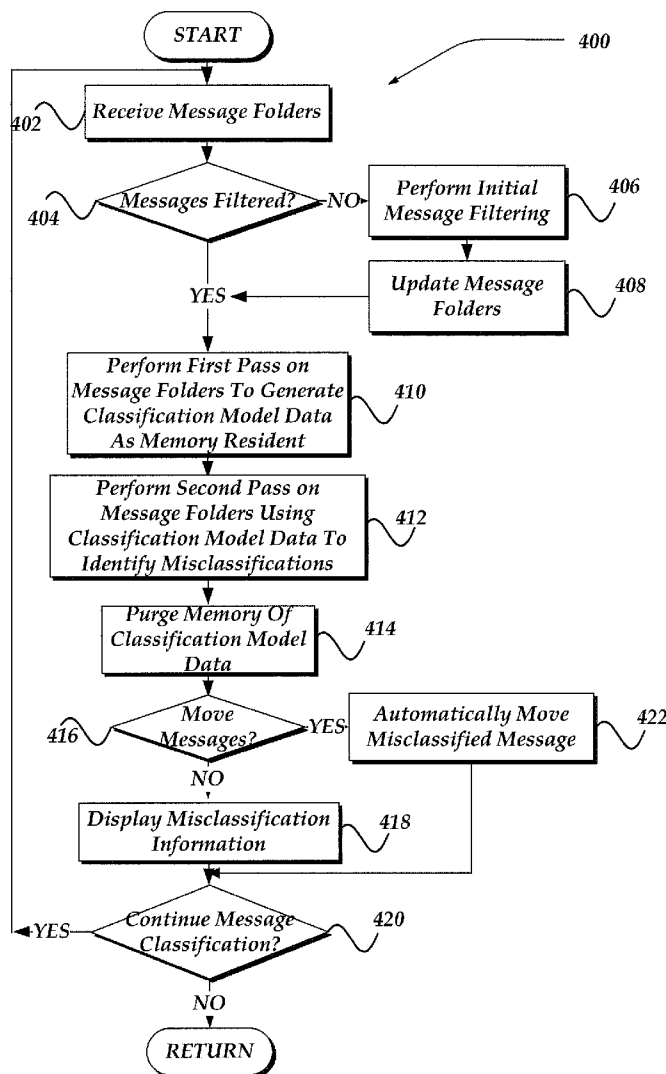 START
400
Receive Message Folders
402
Messages Filtered?
404
NO
Perform Initial
Message Filtering
406
YES
Update Message
Folders
408
Perform First Pass on
Message Folders To Generate
Classification Model Data
As Memory Resident
410
Perform Second Pass on
Message Folders Using
Classification Model Data To
Identify Misclassifications
412
Purge Memory Of
Classification Model
Data
414
Move
Messages?
416
YES
Automatically Move
Misclassified Message
422
NO
Display Misclassification
Information
418
YES
Continue Message
Classification?
420
NO
RETURN